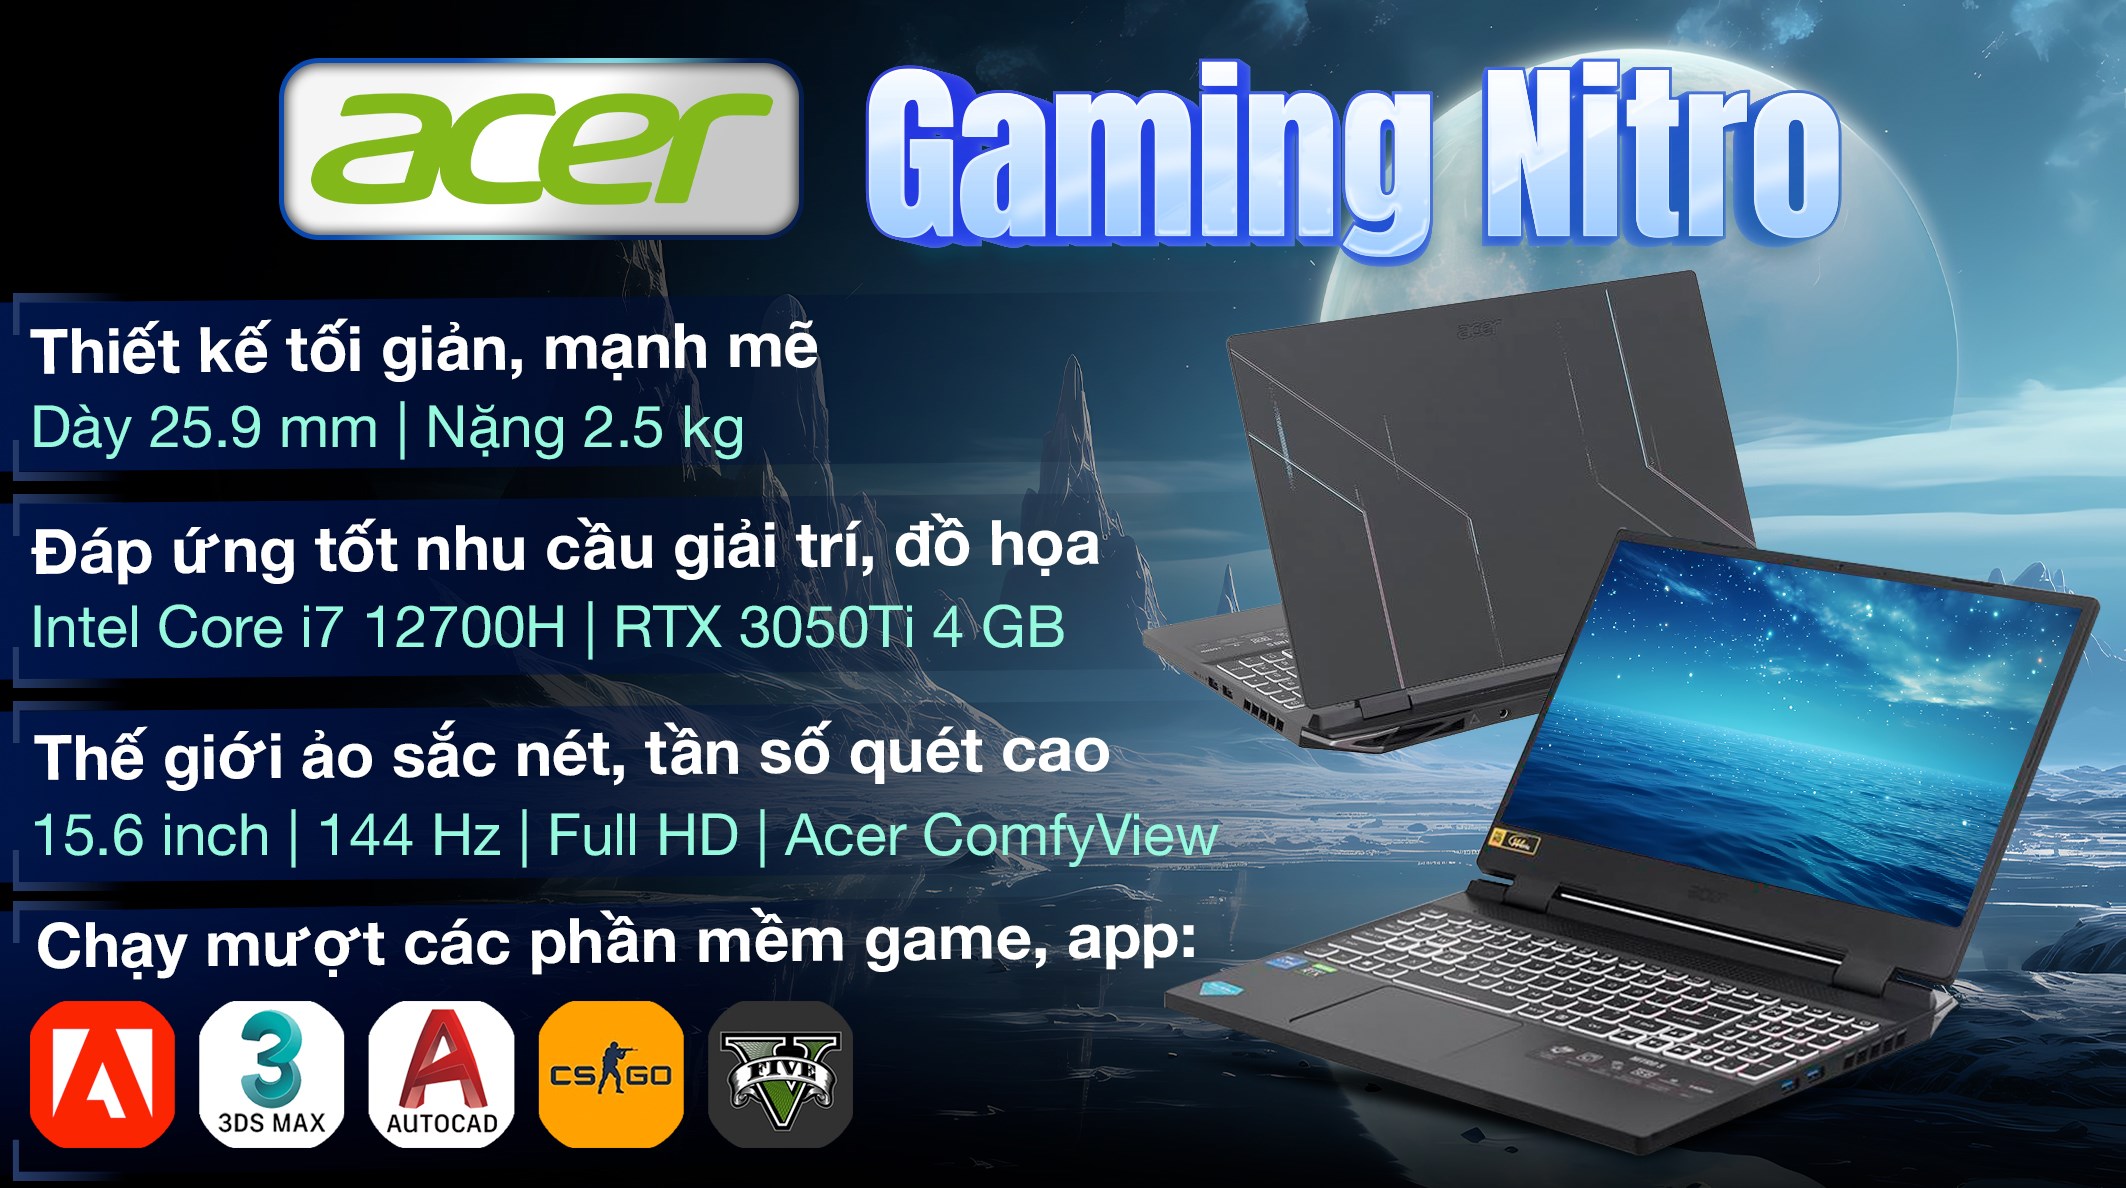 acer
Gaming Nitro
Thiết kế tối giản, mạnh mẽ
Dày 25.9 mm | Nặng 2.5 kg
Đáp ứng tốt nhu cầu giải trí, đồ họa
Intel Core i7 12700H | RTX 3050Ti 4 GB
Thế giới ảo sắc nét, tần số quét cao
15.6 inch | 144 Hz | Full HD | Acer ComfyView
Chạy mượt các phần mềm game, app:
3DS MAX
AUTOCAD
CS GO
V
FIVE
acer
acer